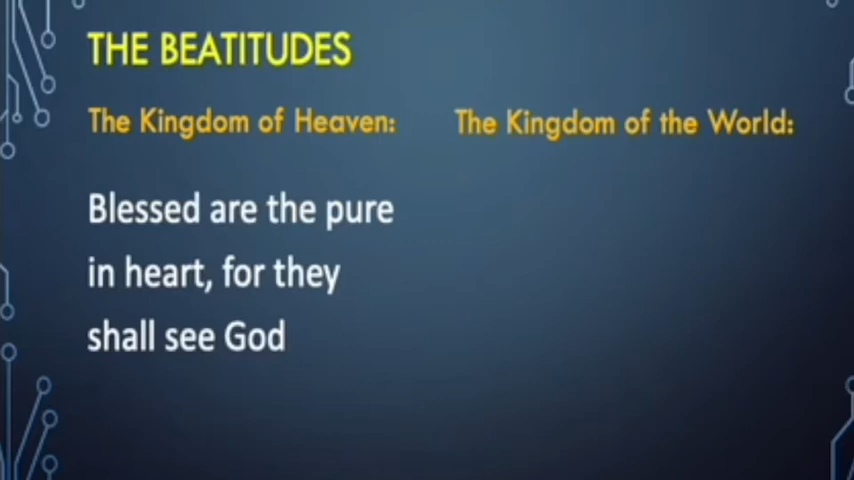 THE BEATITUDES
The Kingdom of Heaven:
The Kingdom of the World:
Blessed are the pure
in heart, for they
shall see God